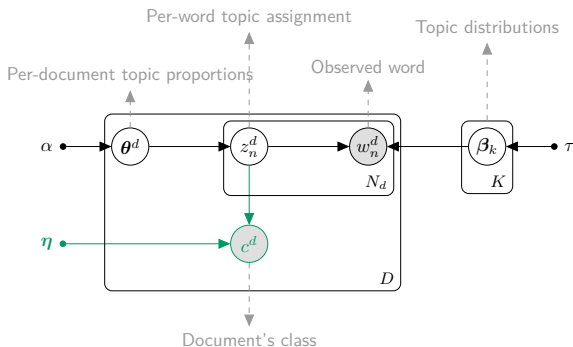 Per-word topic assignment
Topic distributions
Per-document topic proportions
Observed word
α
θ^d
z_n^d
w_n^d
β_k
τ
N_d
K
η
c^d
D
Document's class